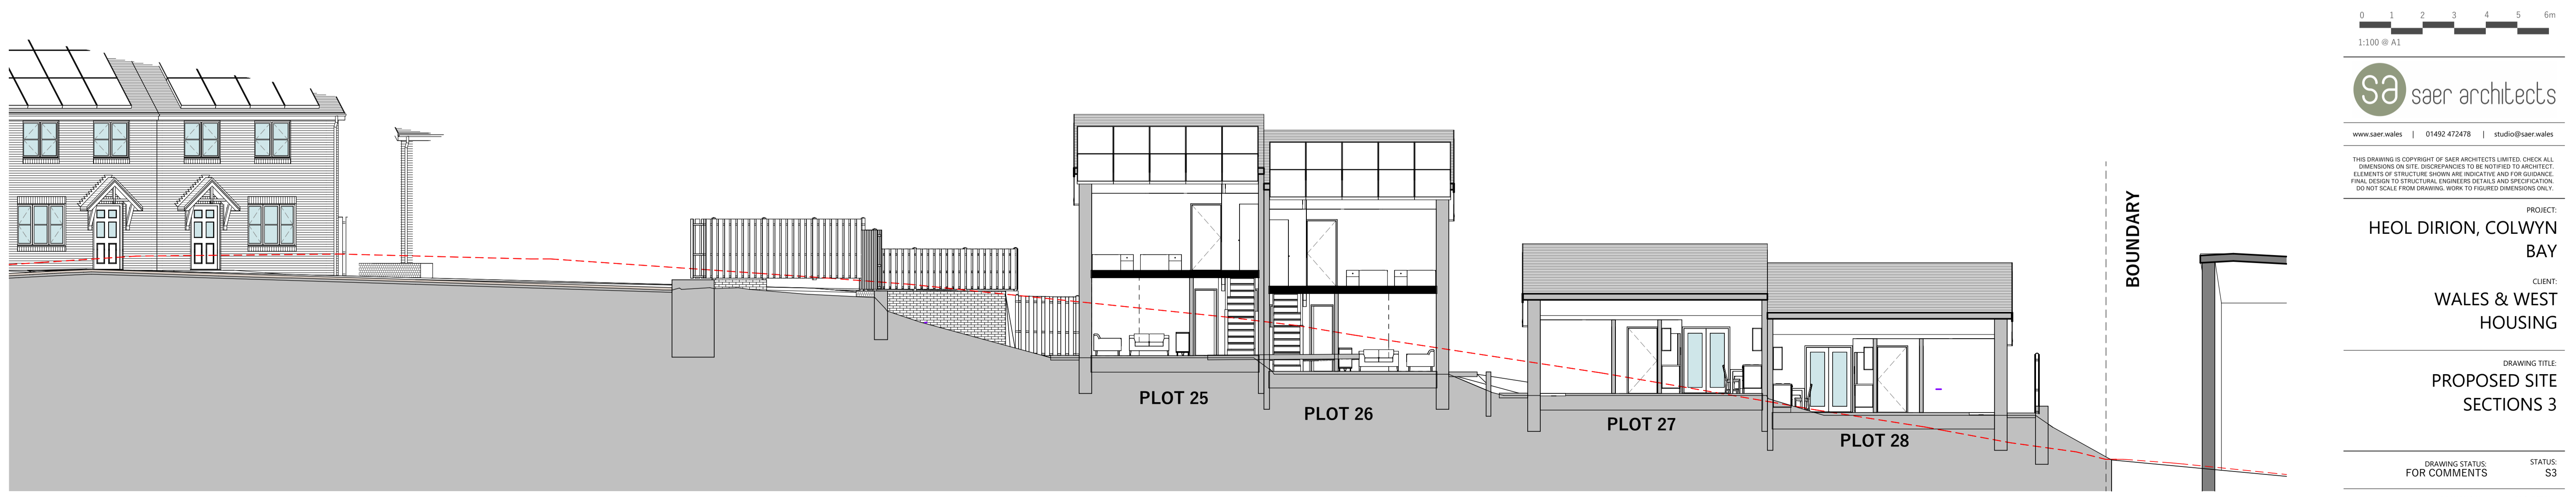 0 1 2 3 4 5 6m
1:100 @ A1
sa saer architects
www.saer.wales | 01492 472478 | studio@saer.wales
THIS DRAWING IS COPYRIGHT OF SAER ARCHITECTS LIMITED. CHECK ALL
DIMENSIONS ON SITE. DISCREPANCIES TO BE NOTIFIED TO ARCHITECT.
ELEMENTS OF STRUCTURE SHOWN ARE INDICATIVE AND FOR GUIDANCE.
FINAL DESIGN TO STRUCTURAL ENGINEERS DETAILS AND SPECIFICATION.
DO NOT SCALE FROM DRAWING. WORK TO FIGURED DIMENSIONS ONLY.
PROJECT:
HEOL DIRION, COLWYN
BAY
CLIENT:
WALES & WEST
HOUSING
DRAWING TITLE:
PROPOSED SITE
SECTIONS 3
DRAWING STATUS:
FOR COMMENTS
STATUS:
S3
BOUNDARY
PLOT 25
PLOT 26
PLOT 27
PLOT 28